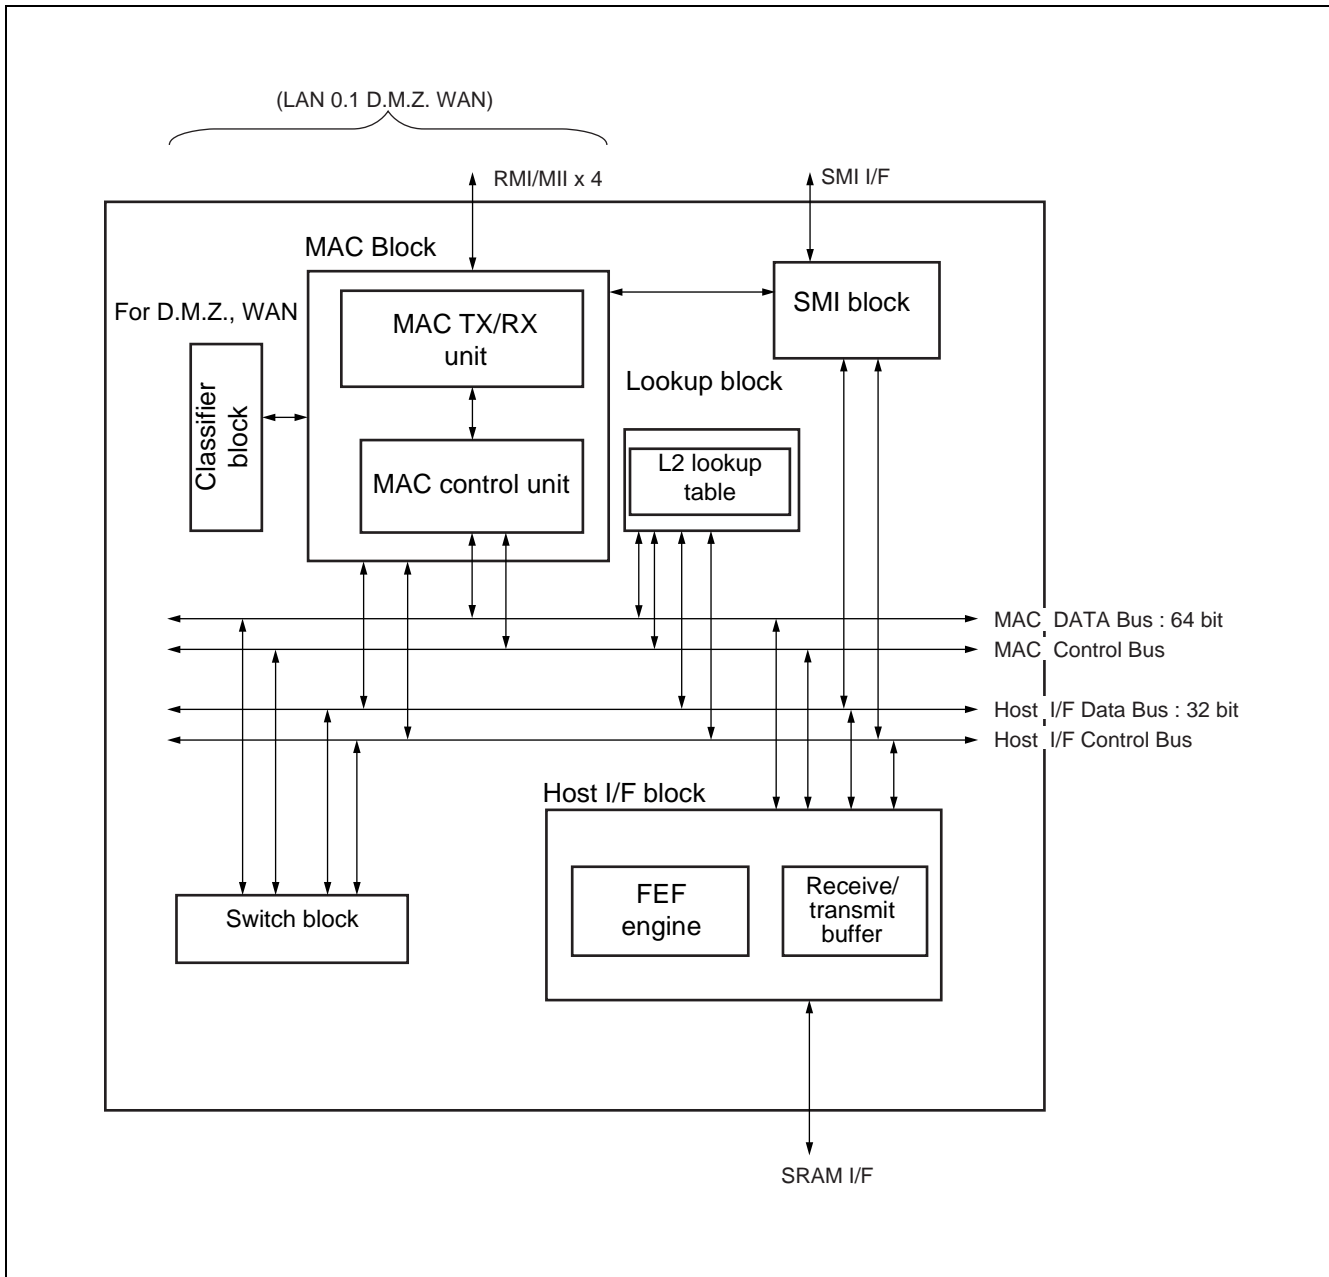 (LAN 0.1 D.M.Z. WAN)
RMI/MII x 4
SMI I/F
MAC Block
SMI block
For D.M.Z., WAN
MAC TX/RX
unit
Lookup block
Classifier
block
MAC control unit
L2 lookup
table
MAC DATA Bus : 64 bit
MAC Control Bus
Host I/F Data Bus : 32 bit
Host I/F Control Bus
Host I/F block
FEF
engine
Receive/
transmit
buffer
Switch block
SRAM I/F